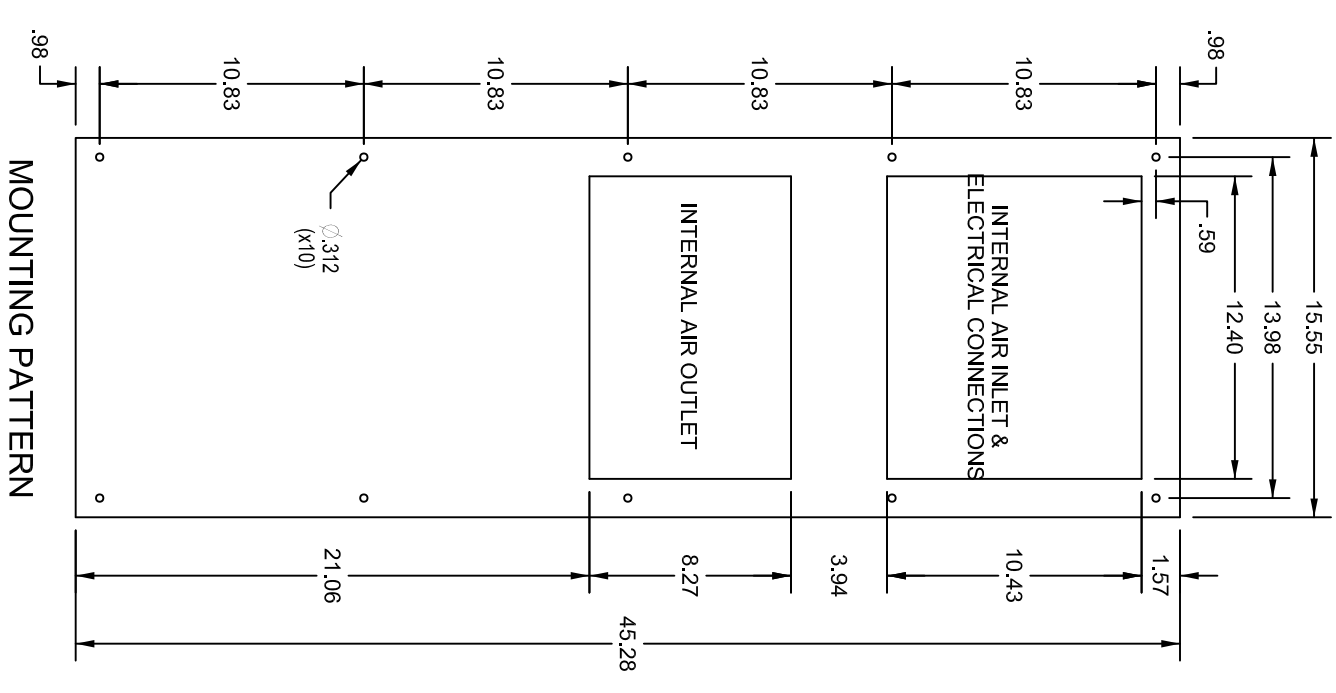 15.55
13.98
12.40
.59
.98
10.83
10.83
10.83
10.83
.98
INTERNAL AIR INLET &
ELECTRICAL CONNECTIONS
INTERNAL AIR OUTLET
Ø.312
(x10)
1.57
10.43
3.94
8.27
21.06
45.28
MOUNTING PATTERN